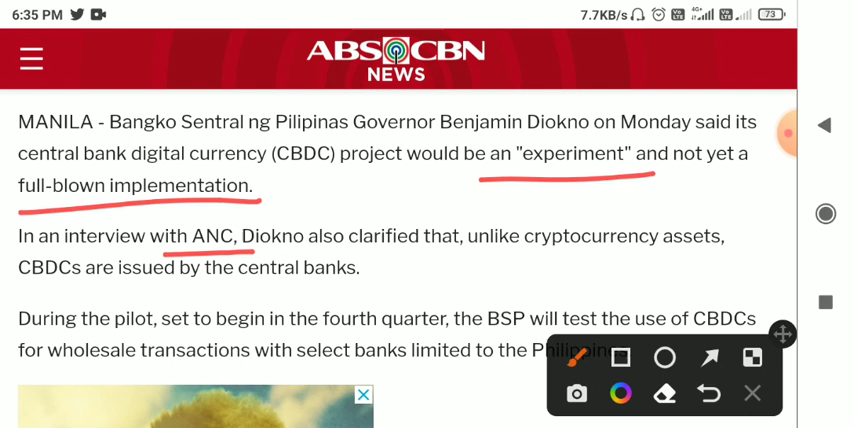 6:35 PM
7.7KB/s
4G+
73
ABS CBN
NEWS
MANILA - Bangko Sentral ng Pilipinas Governor Benjamin Diokno on Monday said its
central bank digital currency (CBDC) project would be an "experiment" and not yet a
full-blown implementation.
In an interview with ANC, Diokno also clarified that, unlike cryptocurrency assets,
CBDCs are issued by the central banks.
During the pilot, set to begin in the fourth quarter, the BSP will test the use of CBDCs
for wholesale transactions with select banks limited to the Philippines.